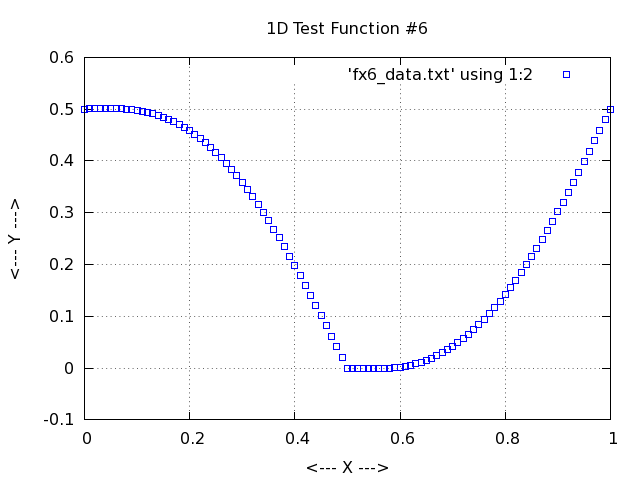 1D Test Function #6
'fx6_data.txt' using 1:2
0.6
0.5
0.4
0.3
0.2
0.1
0
-0.1
<--- Y --->
0 0.2 0.4 0.6 0.8 1
<--- X --->